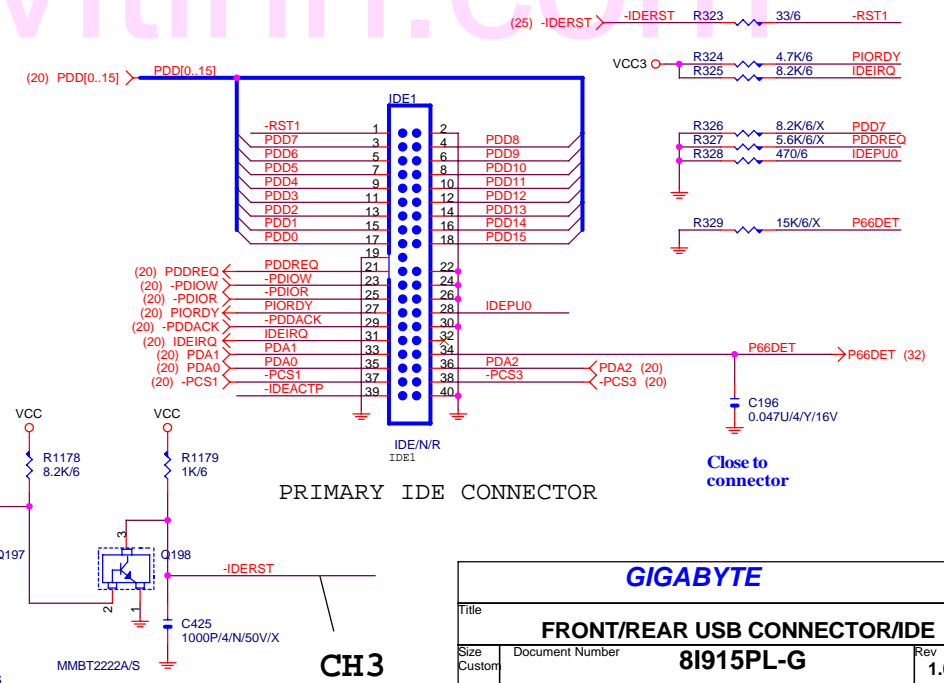 (25) -IDERST -IDERST R323 33/6 -RST1
VCC3 R324 4.7K/6 PIORDY
R325 8.2K/6 IDEIRQ
(20) PDD[0..15] PDD[0..15]
IDE1
R326 8.2K/6/X PDD7
R327 5.6K/6/X PDDREQ
R328 470/6 IDEPU0
R329 15K/6/X P66DET
-RST1 1 2
PDD7 3 4 PDD8
PDD6 5 6 PDD9
PDD5 7 8 PDD10
PDD4 9 10 PDD11
PDD3 11 12 PDD12
PDD2 13 14 PDD13
PDD1 15 16 PDD14
PDD0 17 18 PDD15
19
(20) PDDREQ PDDREQ 21 22
(20) -PDIOW -PDIOW 23 24
(20) -PDIOR -PDIOR 25 26
(20) PIORDY PIORDY 27 28 IDEPU0
(20) -PDDACK -PDDACK 29 30
(20) IDEIRQ IDEIRQ 31 32
(20) PDA1 PDA1 33 34 P66DET P66DET (32)
(20) PDA0 PDA0 35 36 PDA2 PDA2 (20)
(20) -PCS1 -PCS1 37 38 -PCS3 -PCS3 (20)
-IDEACTP 39 40
C196
0.047U/4/Y/16V
IDE/N/R
IDE1
Close to
connector
PRIMARY IDE CONNECTOR
VCC VCC
R1178
8.2K/6
R1179
1K/6
Q197
3
Q198
2 1
-IDERST
C425
1000P/4/N/50V/X
MMBT2222A/S
CH3
GIGABYTE
Title
FRONT/REAR USB CONNECTOR/IDE
Size
Custom
Document Number
8I915PL-G
Rev